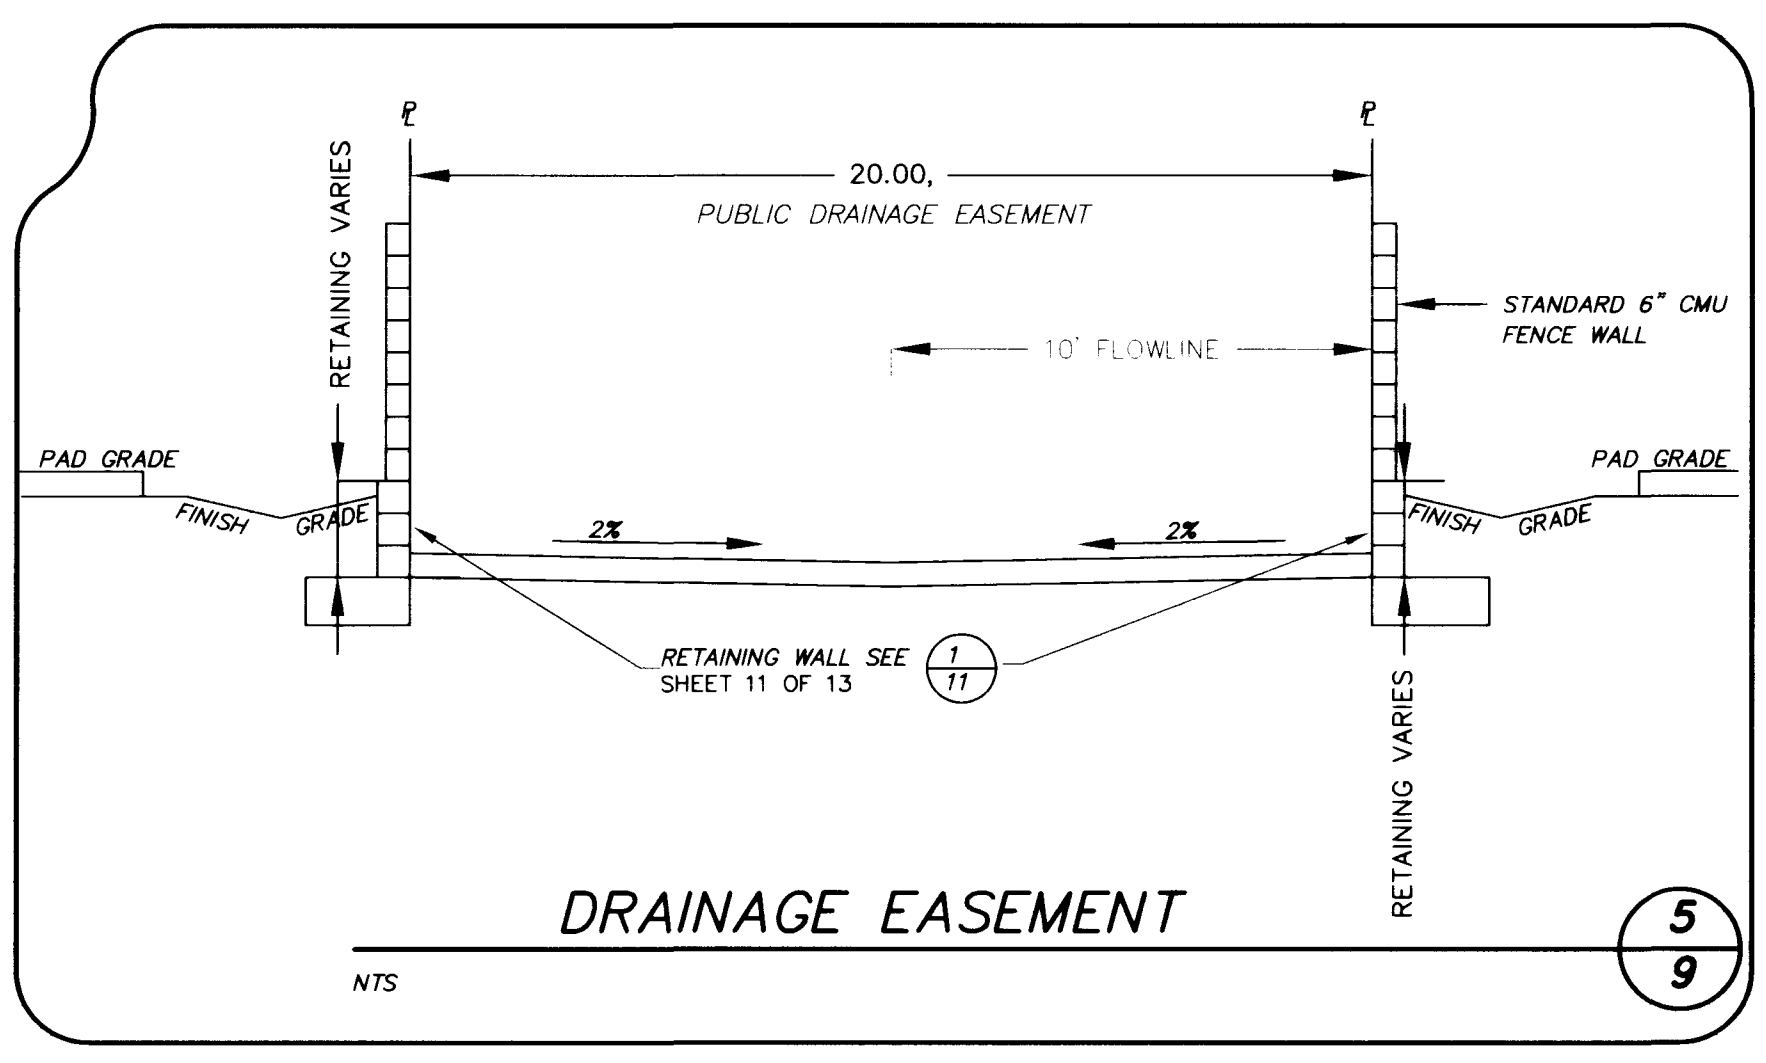 PL
PL
RETAINING VARIES
20.00,
PUBLIC DRAINAGE EASEMENT
STANDARD 6" CMU
FENCE WALL
10' FLOWLINE
PAD GRADE
PAD GRADE
FINISH GRADE
FINISH GRADE
2%
2%
RETAINING WALL SEE
SHEET 11 OF 13
1
11
RETAINING VARIES
DRAINAGE EASEMENT
5
9
NTS